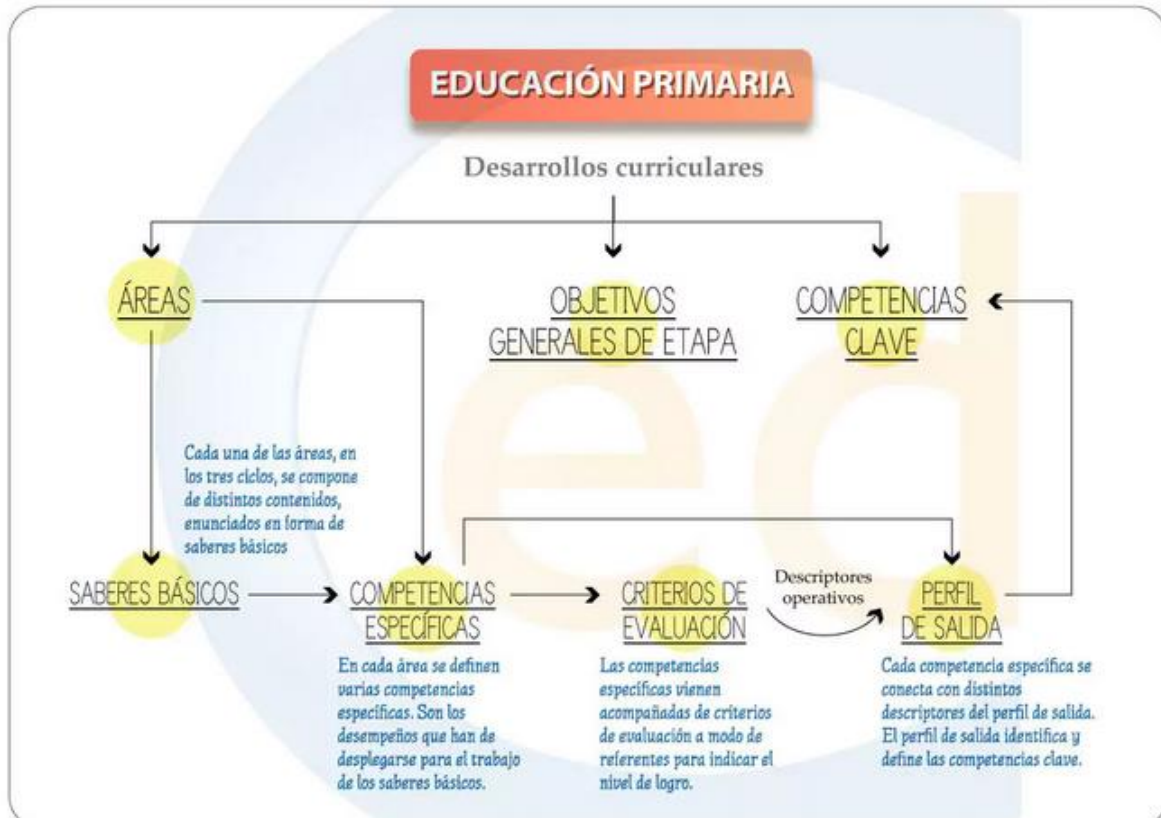 EDUCACIÓN PRIMARIA
Desarrollos curriculares
ÁREAS
OBJETIVOS
GENERALES DE ETAPA
COMPETENCIAS
CLAVE
Cada una de las áreas, en
los tres ciclos, se compone
de distintos contenidos,
enunciados en forma de
saberes básicos
SABERES BÁSICOS
COMPETENCIAS
ESPECÍFICAS
En cada área se definen
varias competencias
específicas. Son los
desempeños que han de
desplegarse para el trabajo
de los saberes básicos.
CRITERIOS DE
EVALUACIÓN
Las competencias
específicas vienen
acompañadas de criterios
de evaluación a modo de
referentes para indicar el
nivel de logro.
Descriptores
operativos
PERFIL
DE SALIDA
Cada competencia específica se
conecta con distintos
descriptores del perfil de salida.
El perfil de salida identifica y
define las competencias clave.
ced